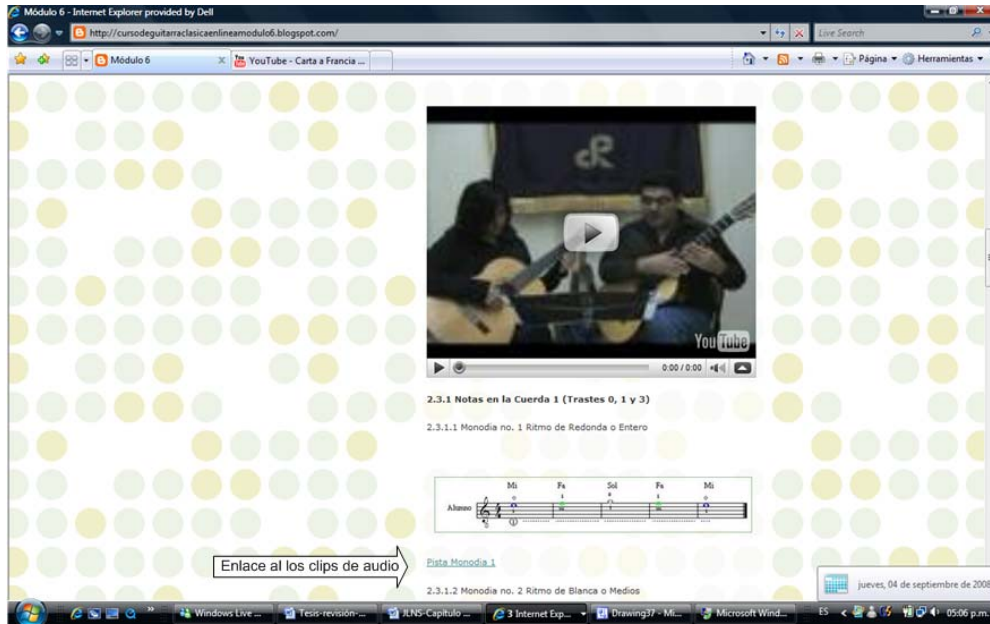 Módulo 6 - Internet Explorer provided by Dell
http://cursodeguitarraclasicaenlineamodulo6.blogspot.com/
Live Search
Módulo 6
YouTube - Carta a Francia ...
Página
Herramientas
cR
YouTube
0:00 / 0:00
2.3.1 Notas en la Cuerda 1 (Trastes 0, 1 y 3)
2.3.1.1 Monodia no. 1 Ritmo de Redonda o Entero
Mi Fa Sol Fa Mi
Alumno
Enlace al los clips de audio
Pista Monodia 1
2.3.1.2 Monodia no. 2 Ritmo de Blanca o Medios
jueves, 04 de septiembre de 2008
Windows Live ...
Tesis-revisión-...
JLNS-Capitulo ...
3 Internet Exp...
Drawing37 - Mi...
Microsoft Wind...
ES
05:06 p.m.